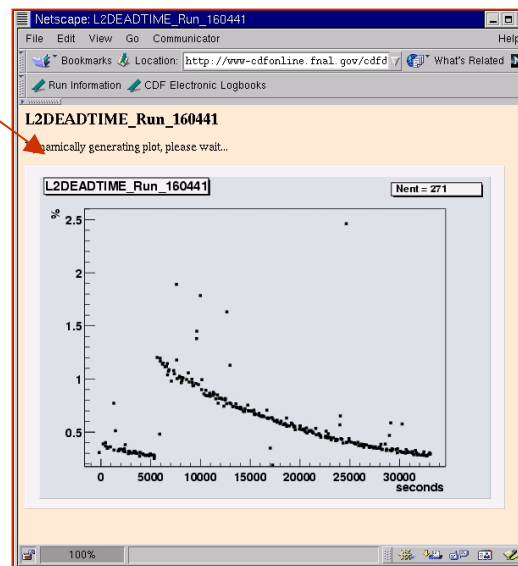 Netscape: L2DEADTIME_Run_160441
File Edit View Go Communicator Help
Bookmarks Location: http://www-cdfonline.fnal.gov/cdfd What's Related
Run Information CDF Electronic Logbooks
L2DEADTIME_Run_160441
namically generating plot, please wait...
L2DEADTIME_Run_160441
Nent = 271
%
2.5
2
1.5
1
0.5
0 5000 10000 15000 20000 25000 30000
seconds
100%